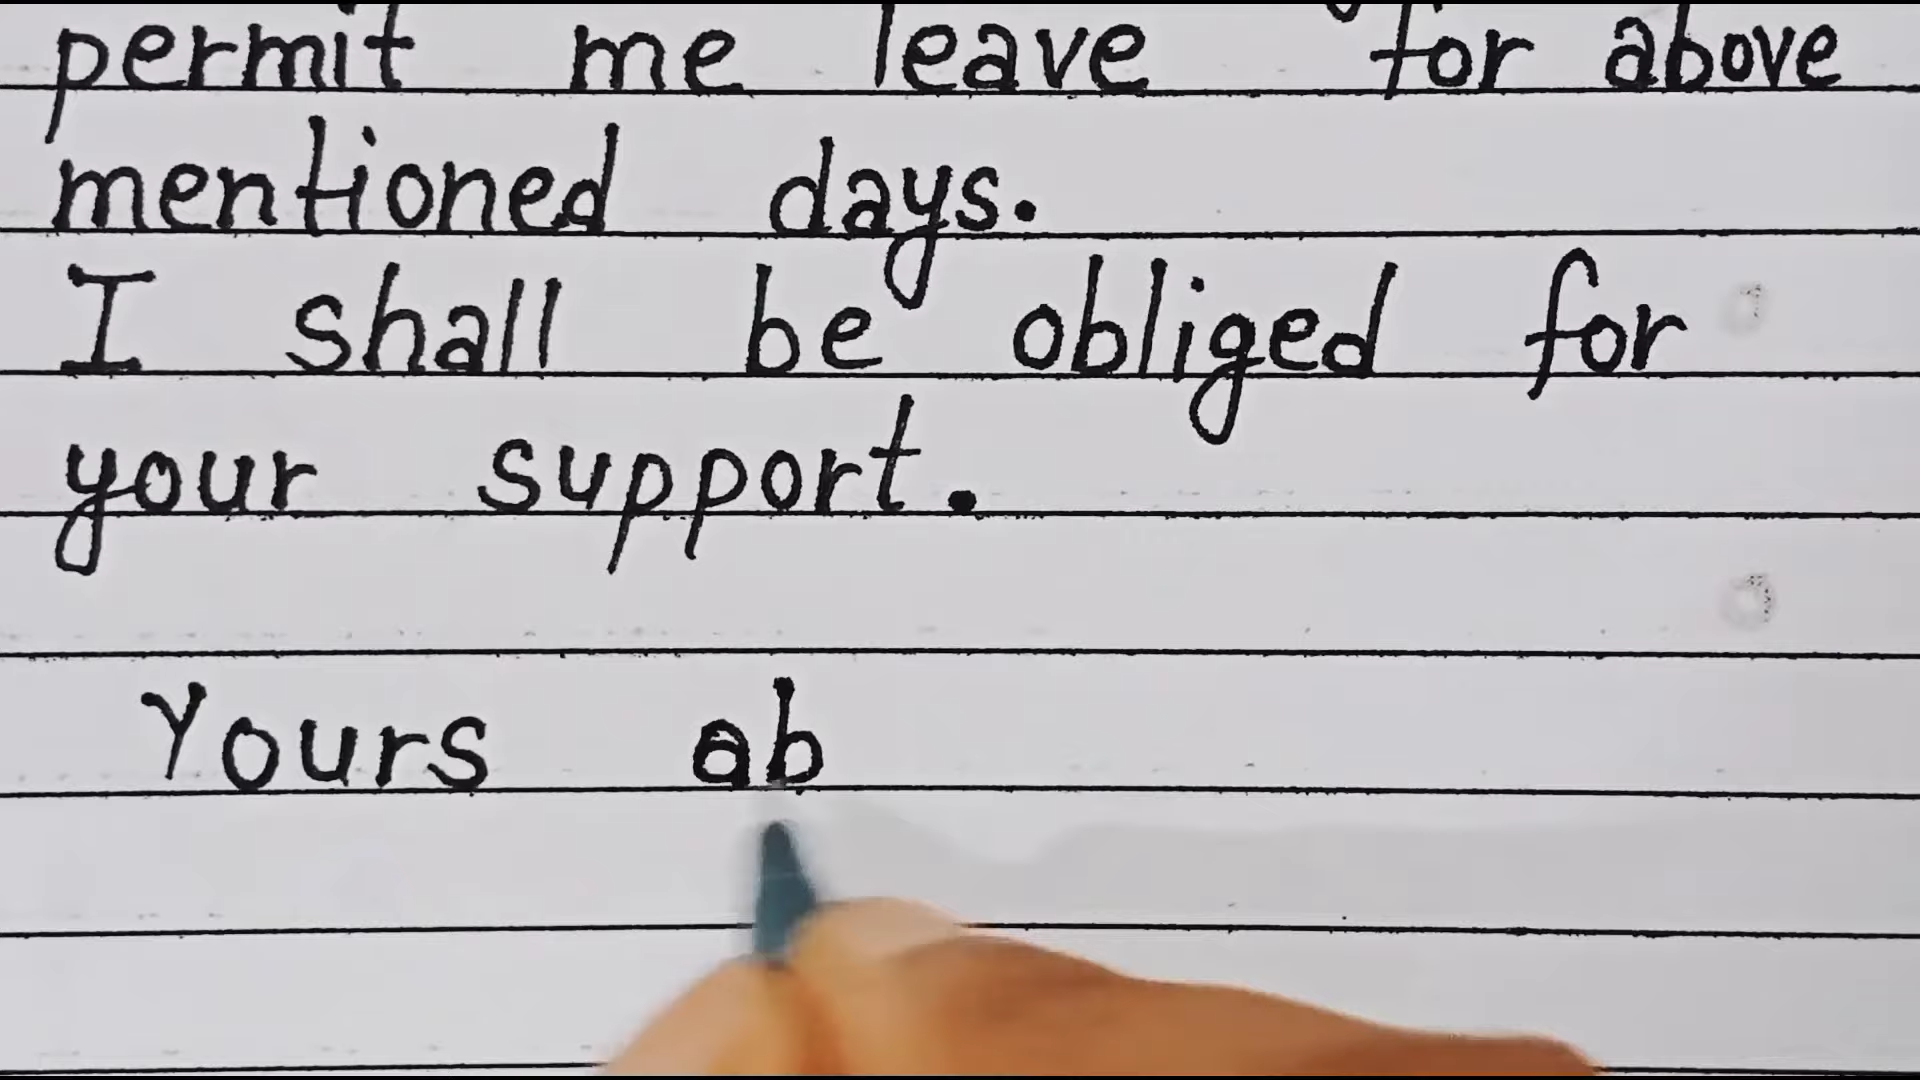 permit me leave for above
mentioned days.
I shall be obliged for
your support.
Yours ab